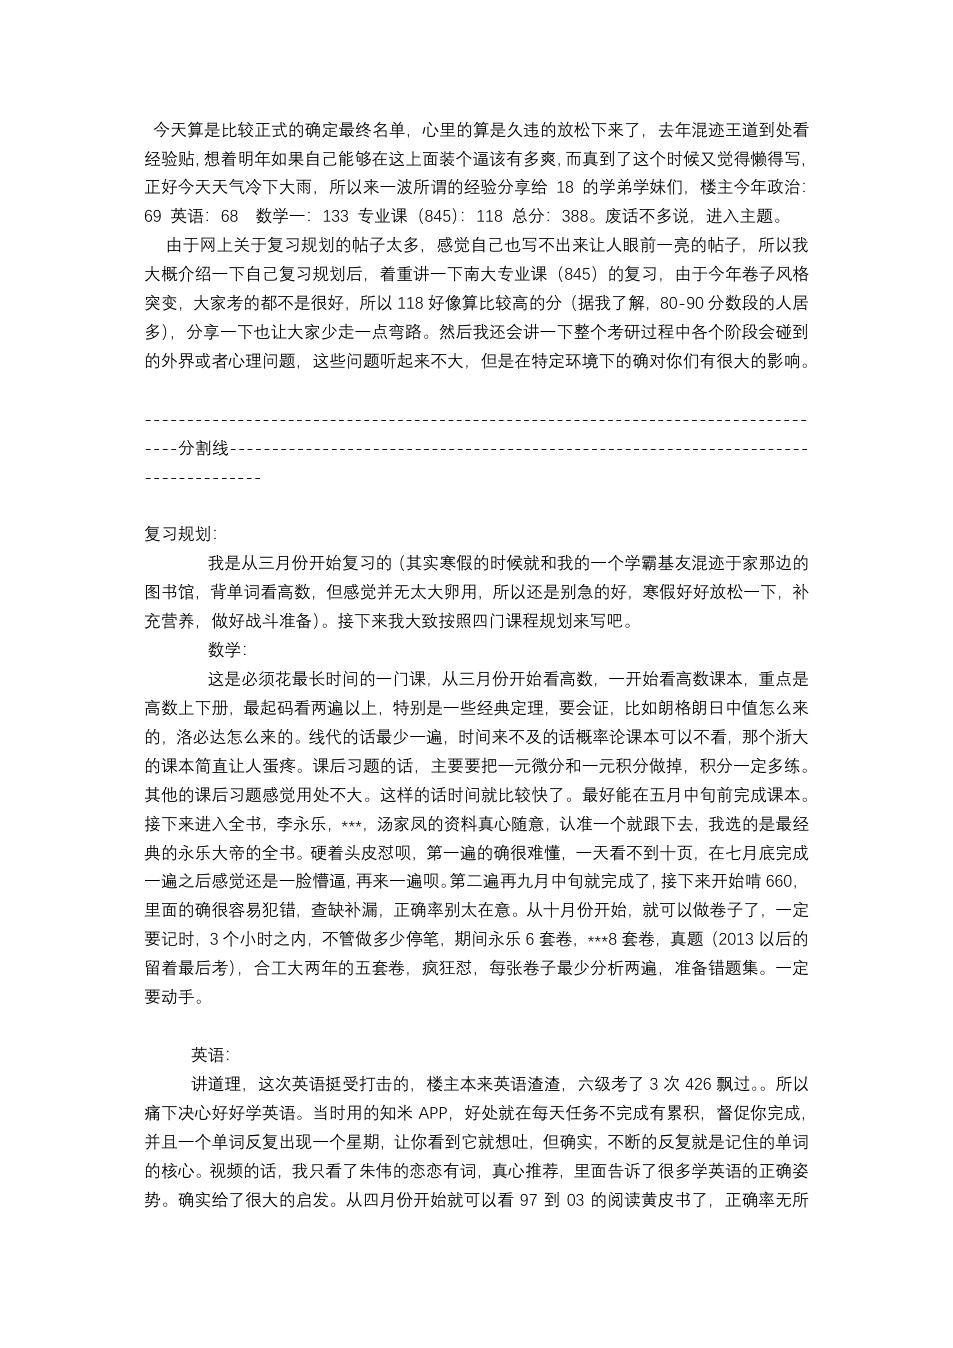 今天算是比较正式的确定最终名单，心里的算是久违的放松下来了，去年混迹王道到处看
经验贴，想着明年如果自己能够在这上面装个逼该有多爽，而真到了这个时候又觉得懒得写，
正好今天天气冷下大雨，所以来一波所谓的经验分享给 18 的学弟学妹们，楼主今年政治：
69 英语：68 数学一：133 专业课（845）：118 总分：388。废话不多说，进入主题。
由于网上关于复习规划的帖子太多，感觉自己也写不出来让人眼前一亮的帖子，所以我
大概介绍一下自己复习规划后，着重讲一下南大专业课（845）的复习，由于今年卷子风格
突变，大家考的都不是很好，所以 118 好像算比较高的分（据我了解，80-90 分数段的人居
多），分享一下也让大家少走一点弯路。然后我还会讲一下整个考研过程中各个阶段会碰到
的外界或者心理问题，这些问题听起来不大，但是在特定环境下的确对你们有很大的影响。
--------------------------------------------------------------------------------
----分割线----------------------------------------------------------------------
--------------
复习规划：
我是从三月份开始复习的（其实寒假的时候就和我的一个学霸基友混迹于家那边的
图书馆，背单词看高数，但感觉并无太大卵用，所以还是别急的好，寒假好好放松一下，补
充营养，做好战斗准备）。接下来我大致按照四门课程规划来写吧。
数学：
这是必须花最长时间的一门课，从三月份开始看高数，一开始看高数课本，重点是
高数上下册，最起码看两遍以上，特别是一些经典定理，要会证，比如朗格朗日中值怎么来
的，洛必达怎么来的。线代的话最少一遍，时间来不及的话概率论课本可以不看，那个浙大
的课本简直让人蛋疼。课后习题的话，主要要把一元微分和一元积分做掉，积分一定多练。
其他的课后习题感觉用处不大。这样的话时间就比较快了。最好能在五月中旬前完成课本。
接下来进入全书，李永乐，***，汤家凤的资料真心随意，认准一个就跟下去，我选的是最经
典的永乐大帝的全书。硬着头皮怼呗，第一遍的确很难懂，一天看不到十页，在七月底完成
一遍之后感觉还是一脸懵逼，再来一遍呗。第二遍再九月中旬就完成了，接下来开始啃 660，
里面的确很容易犯错，查缺补漏，正确率别太在意。从十月份开始，就可以做卷子了，一定
要记时，3 个小时之内，不管做多少停笔，期间永乐 6 套卷，***8 套卷，真题（2013 以后的
留着最后考），合工大两年的五套卷，疯狂怼，每张卷子最少分析两遍，准备错题集。一定
要动手。
英语：
讲道理，这次英语挺受打击的，楼主本来英语渣渣，六级考了 3 次 426 飘过。。所以
痛下决心好好学英语。当时用的知米 APP，好处就在每天任务不完成有累积，督促你完成，
并且一个单词反复出现一个星期，让你看到它就想吐，但确实，不断的反复就是记住的单词
的核心。视频的话，我只看了朱伟的恋恋有词，真心推荐，里面告诉了很多学英语的正确姿
势。确实给了很大的启发。从四月份开始就可以看 97 到 03 的阅读黄皮书了，正确率无所